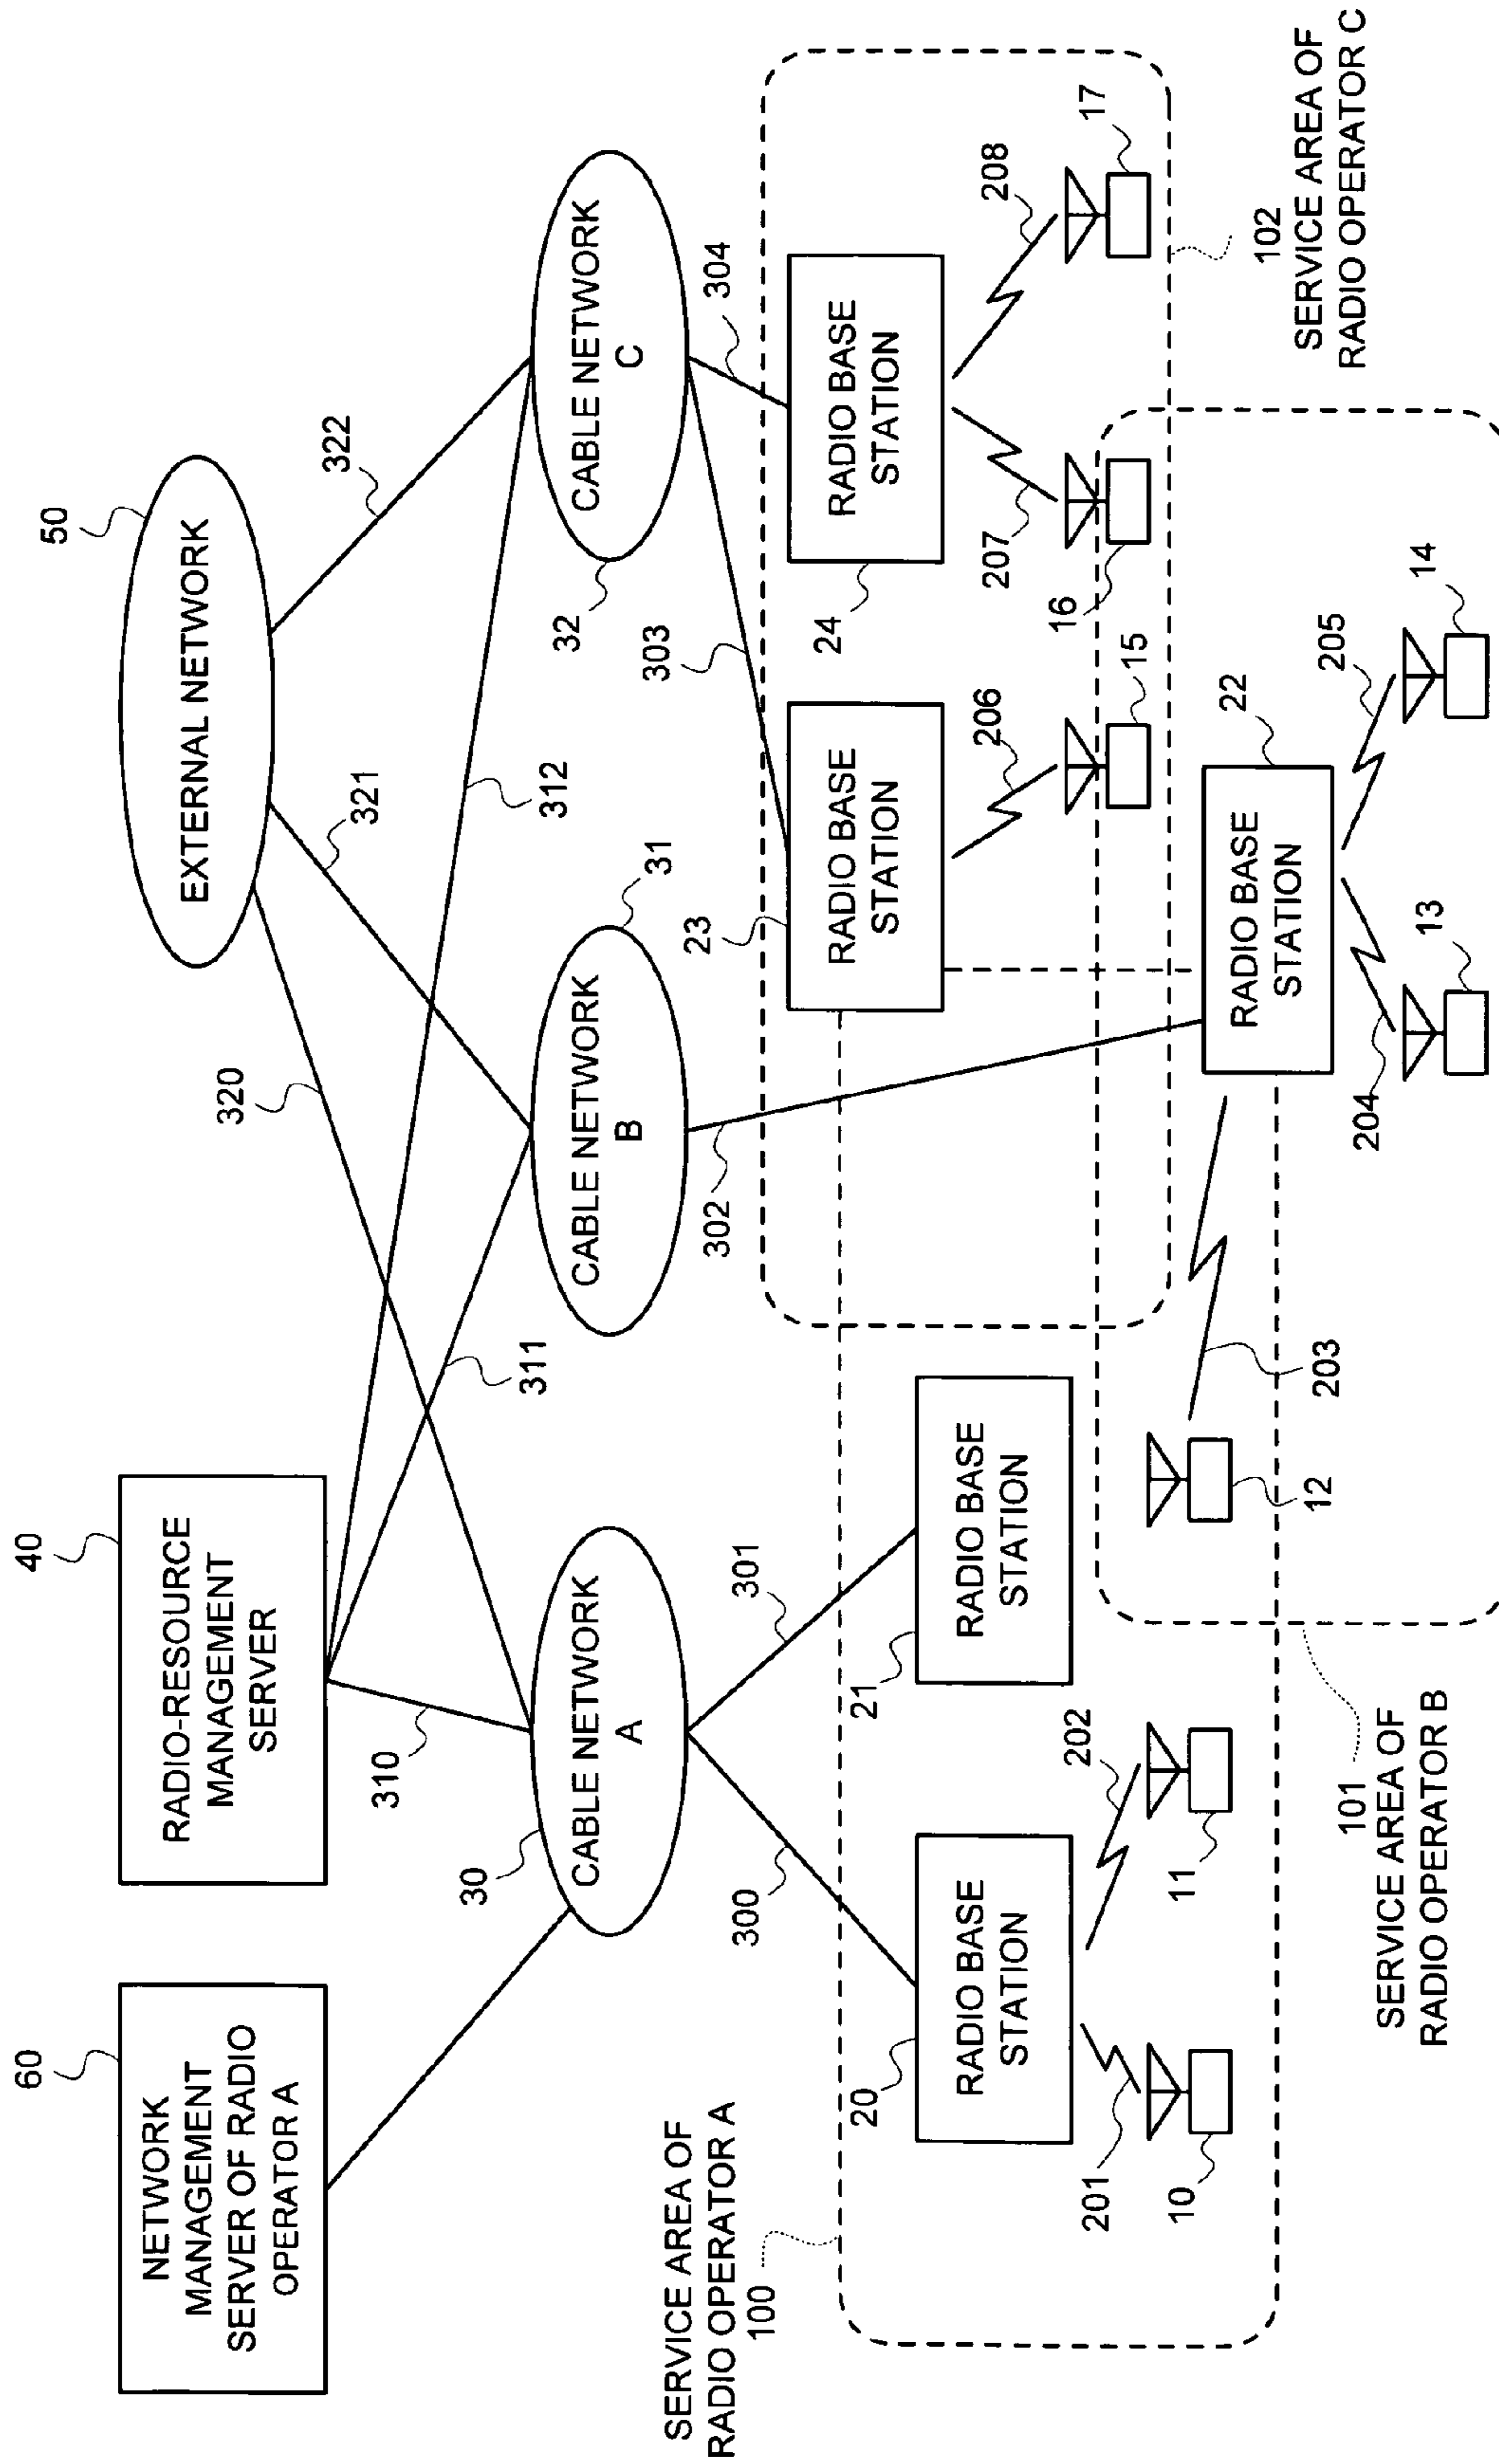 60
NETWORK
MANAGEMENT
SERVER OF RADIO
OPERATOR A
40
RADIO-RESOURCE
MANAGEMENT
SERVER
50
EXTERNAL NETWORK
320
321
322
310
311
312
30
CABLE NETWORK
A
31
CABLE NETWORK
B
32
CABLE NETWORK
C
SERVICE AREA OF
RADIO OPERATOR A
100
300
301
302
303
304
20
RADIO BASE
STATION
21
RADIO BASE
STATION
23
RADIO BASE
STATION
24
RADIO BASE
STATION
201
202
206
207
208
10
11
12
15
16
17
203
22
RADIO BASE
STATION
102
SERVICE AREA OF
RADIO OPERATOR C
101
SERVICE AREA OF
RADIO OPERATOR B
204
205
13
14